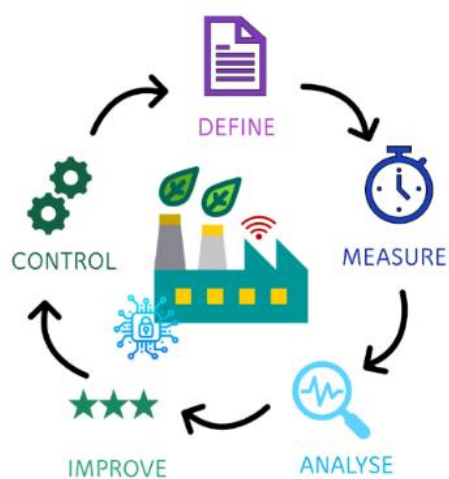 DEFINE
MEASURE
ANALYSE
IMPROVE
CONTROL